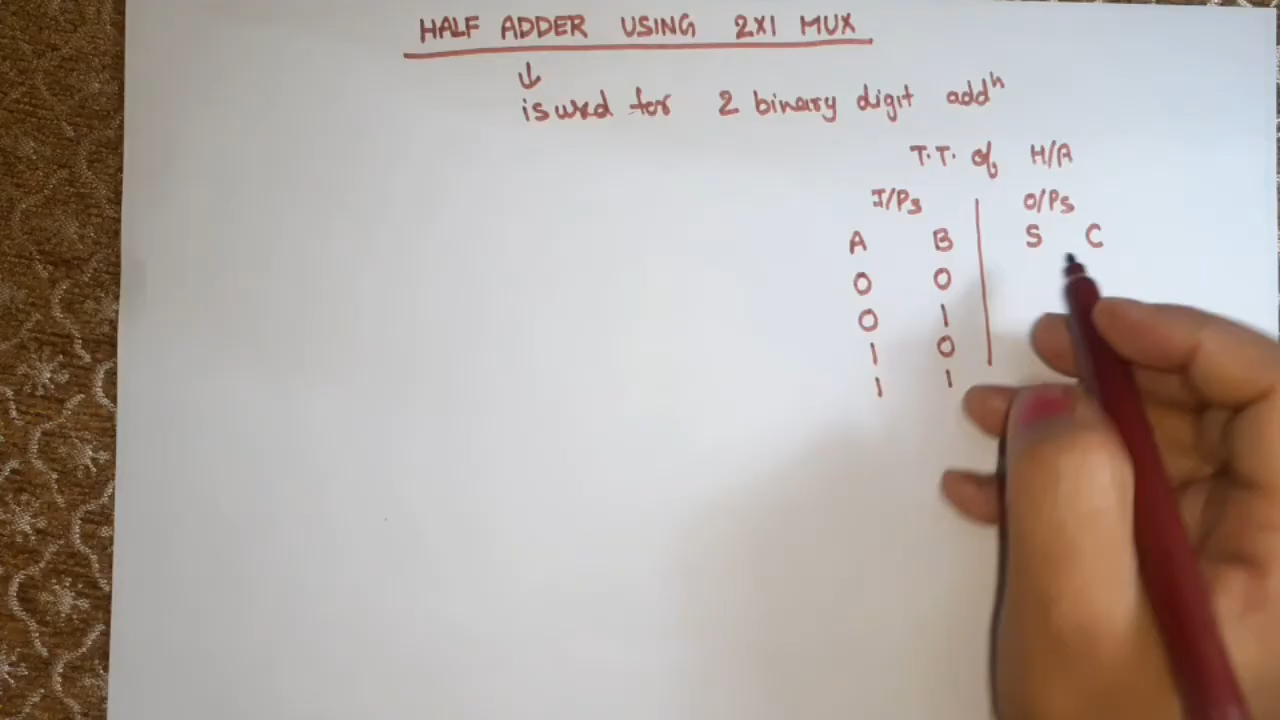 HALF ADDER USING 2X1 MUX
↓
is used for 2 binary digit addⁿ
T.T. of H/A
I/Ps O/Ps
A B S C
0 0
0 1
1 0
1 1